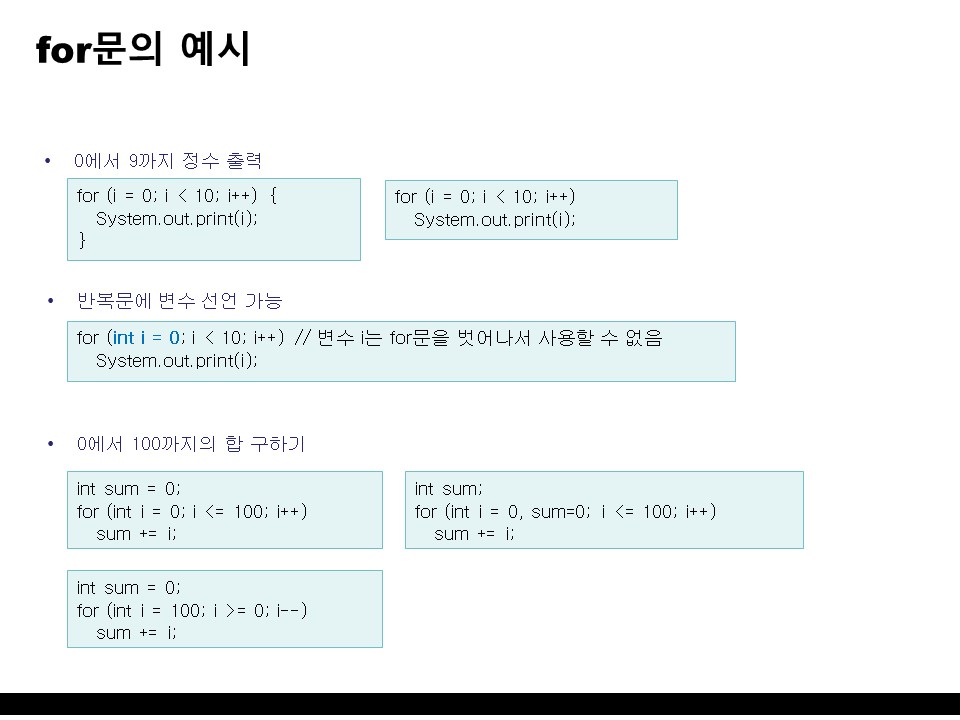 for문의 예시
• 0에서 9까지 정수 출력
for (i = 0; i < 10; i++) {
System.out.print(i);
}
for (i = 0; i < 10; i++)
System.out.print(i);
• 반복문에 변수 선언 가능
for (int i = 0; i < 10; i++) // 변수 i는 for문을 벗어나서 사용할 수 없음
System.out.print(i);
• 0에서 100까지의 합 구하기
int sum = 0;
for (int i = 0; i <= 100; i++)
sum += i;
int sum;
for (int i = 0, sum=0; i <= 100; i++)
sum += i;
int sum = 0;
for (int i = 100; i >= 0; i--)
sum += i;